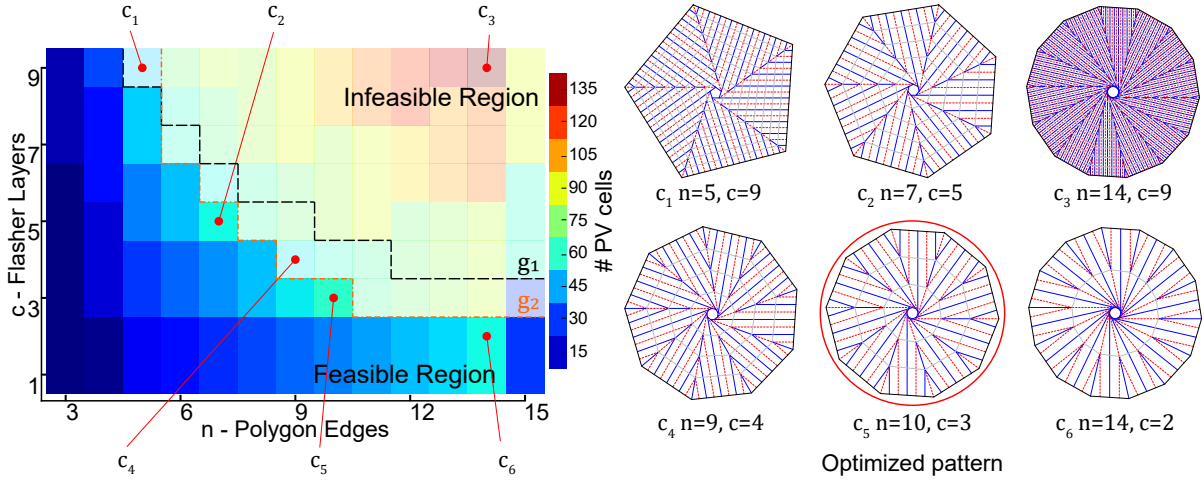 c₁
c₂
c₃
9
7
5
3
1
c - Flasher Layers
Infeasible Region
g₁
g₂
Feasible Region
3
6
9
12
15
n - Polygon Edges
135
120
105
90
75
60
45
30
15
# PV cells
c₄
c₅
c₆
c₁ n=5, c=9
c₂ n=7, c=5
c₃ n=14, c=9
c₄ n=9, c=4
c₅ n=10, c=3
c₆ n=14, c=2
Optimized pattern